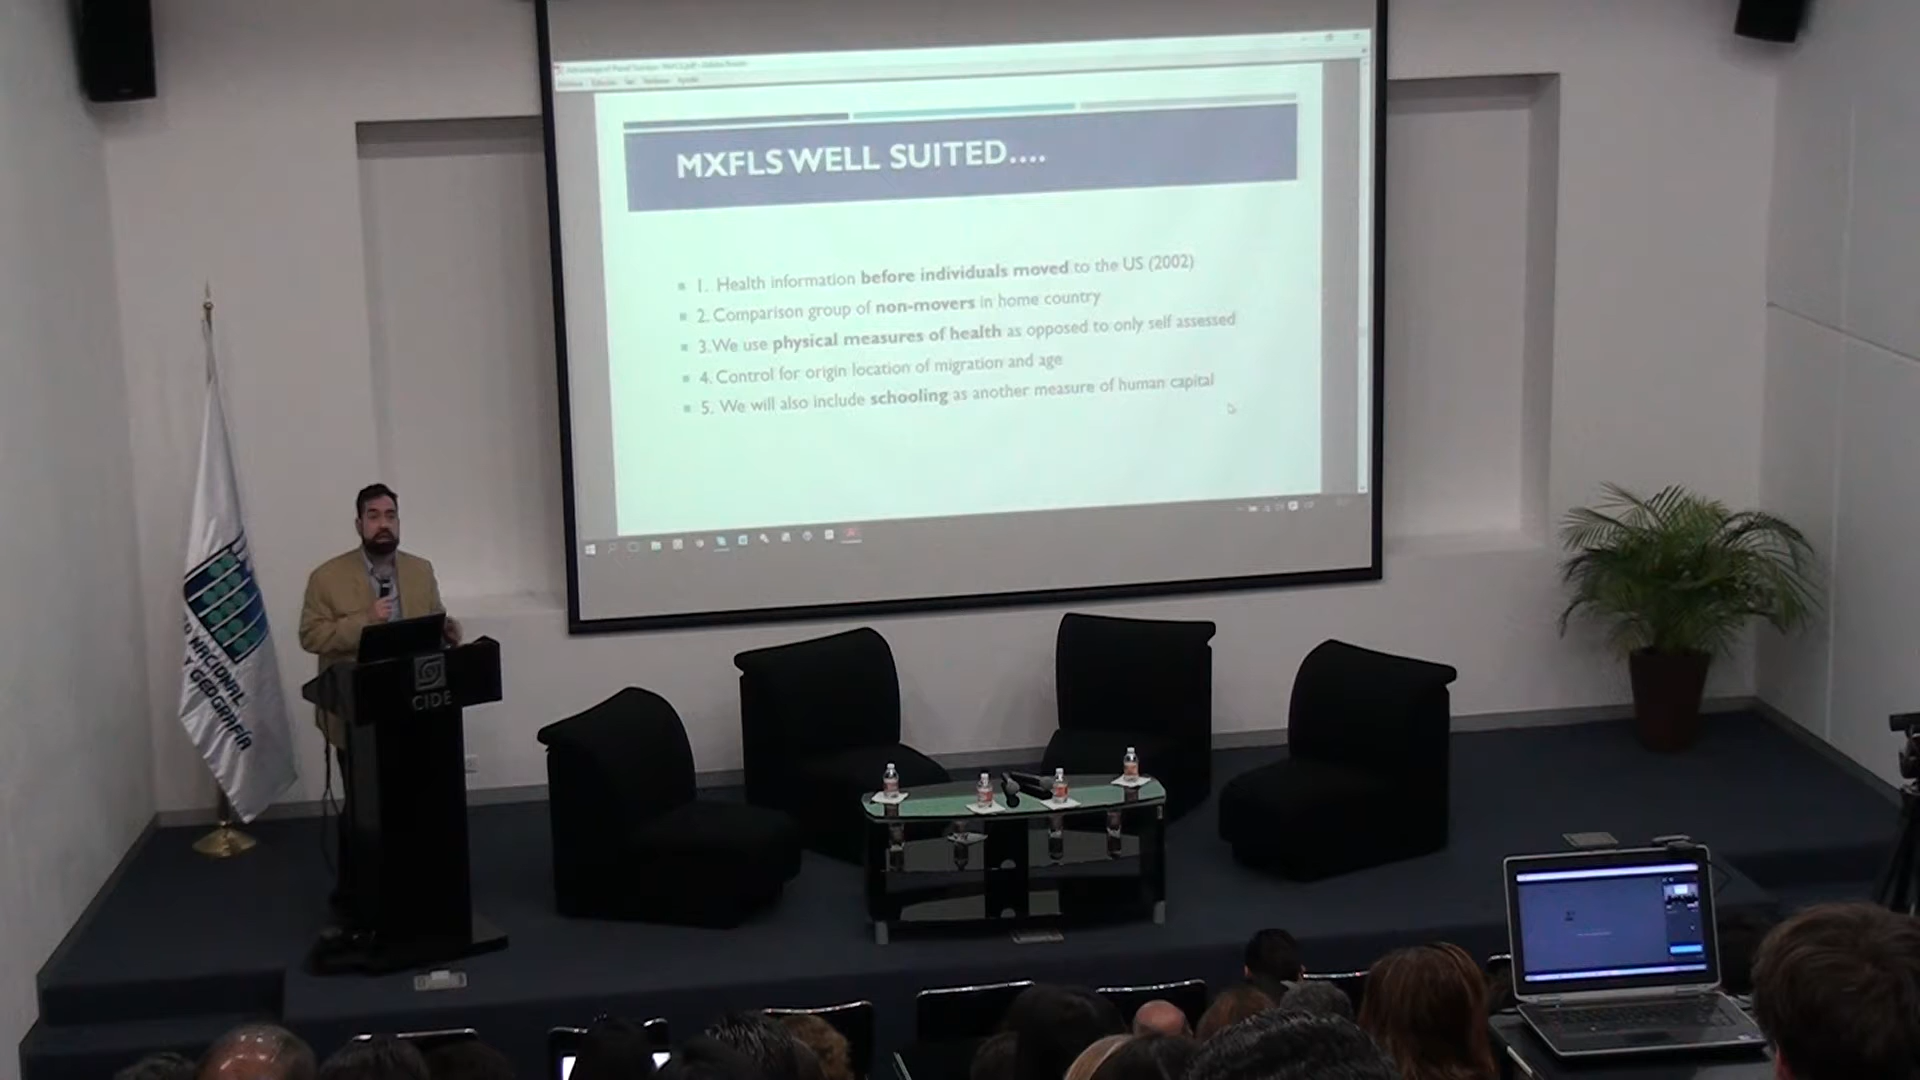 MXFLS WELL SUITED....
1. Health information before individuals moved to the US (2002)
2. Comparison group of non-movers in home country
3. We use physical measures of health as opposed to only self assessed
4. Control for origin location of migration and age
5. We will also include schooling as another measure of human capital
NACIONAL
Y GEOGRAFÍA
CIDE